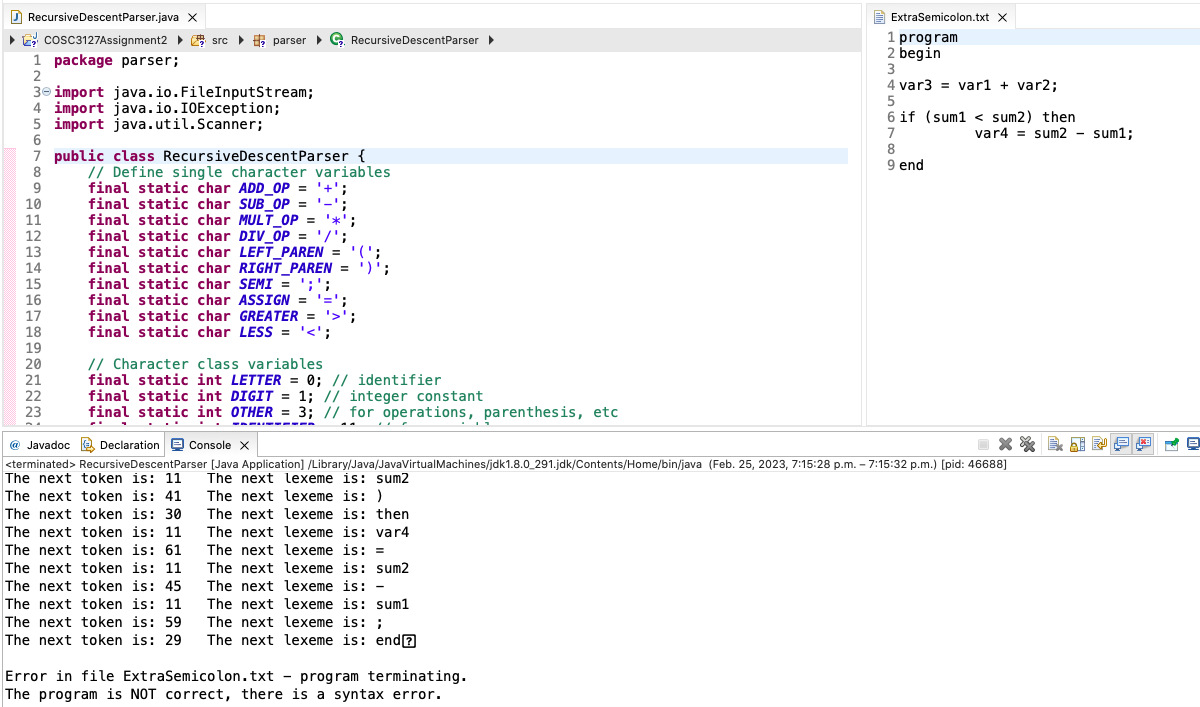 RecursiveDescentParser.java
COSC3127Assignment2 src parser RecursiveDescentParser
1 package parser;
2
3 import java.io.FileInputStream;
4 import java.io.IOException;
5 import java.util.Scanner;
6
7 public class RecursiveDescentParser {
8 // Define single character variables
9 final static char ADD_OP = '+';
10 final static char SUB_OP = '-';
11 final static char MULT_OP = '*';
12 final static char DIV_OP = '/';
13 final static char LEFT_PAREN = '(';
14 final static char RIGHT_PAREN = ')';
15 final static char SEMI = ';';
16 final static char ASSIGN = '=';
17 final static char GREATER = '>';
18 final static char LESS = '<';
19
20 // Character class variables
21 final static int LETTER = 0; // identifier
22 final static int DIGIT = 1; // integer constant
23 final static int OTHER = 3; // for operations, parenthesis, etc
ExtraSemicolon.txt
1 program
2 begin
3
4 var3 = var1 + var2;
5
6 if (sum1 < sum2) then
7 var4 = sum2 - sum1;
8
9 end
@ Javadoc Declaration Console
<terminated> RecursiveDescentParser [Java Application] /Library/Java/JavaVirtualMachines/jdk1.8.0_291.jdk/Contents/Home/bin/java (Feb. 25, 2023, 7:15:28 p.m. – 7:15:32 p.m.) [pid: 46688]
The next token is: 11 The next lexeme is: sum2
The next token is: 41 The next lexeme is: )
The next token is: 30 The next lexeme is: then
The next token is: 11 The next lexeme is: var4
The next token is: 61 The next lexeme is: =
The next token is: 11 The next lexeme is: sum2
The next token is: 45 The next lexeme is: -
The next token is: 11 The next lexeme is: sum1
The next token is: 59 The next lexeme is: ;
The next token is: 29 The next lexeme is: end⍰
Error in file ExtraSemicolon.txt - program terminating.
The program is NOT correct, there is a syntax error.